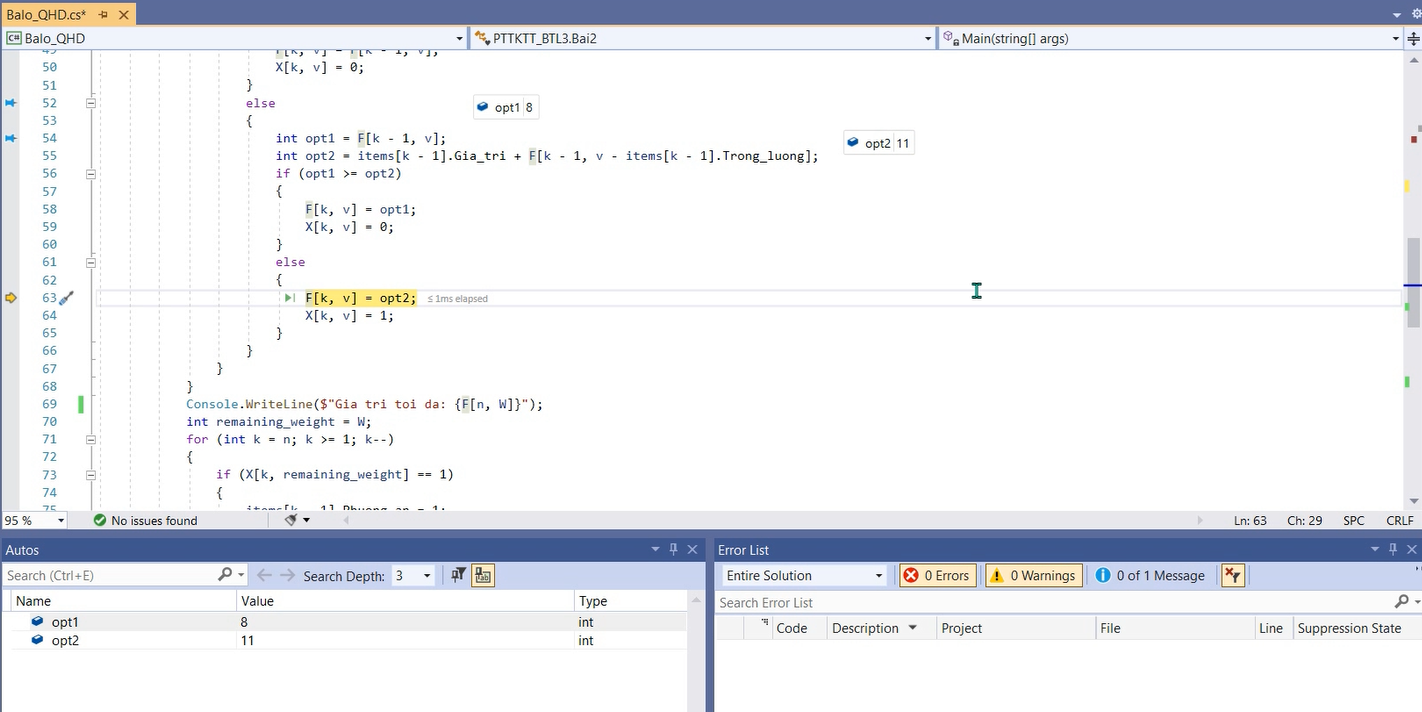 Balo_QHD.cs*
C# Balo_QHD PTTKTT_BTL3.Bai2 Main(string[] args)
49 F[k, v] = F[k - 1, v];
50 X[k, v] = 0;
51 }
52 else
opt1 8
53 {
54 int opt1 = F[k - 1, v];
opt2 11
55 int opt2 = items[k - 1].Gia_tri + F[k - 1, v - items[k - 1].Trong_luong];
56 if (opt1 >= opt2)
57 {
58 F[k, v] = opt1;
59 X[k, v] = 0;
60 }
61 else
62 {
63 F[k, v] = opt2; ≤ 1ms elapsed
64 X[k, v] = 1;
65 }
66 }
67 }
68 }
69 Console.WriteLine($"Gia tri toi da: {F[n, W]}");
70 int remaining_weight = W;
71 for (int k = n; k >= 1; k--)
72 {
73 if (X[k, remaining_weight] == 1)
74 {
75 items[k - 1].Phuong_an = 1;
95 % No issues found Ln: 63 Ch: 29 SPC CRLF
Autos
Search (Ctrl+E) Search Depth: 3
Name Value Type
opt1 8 int
opt2 11 int
Error List
Entire Solution 0 Errors 0 Warnings 0 of 1 Message
Search Error List
Code Description Project File Line Suppression State